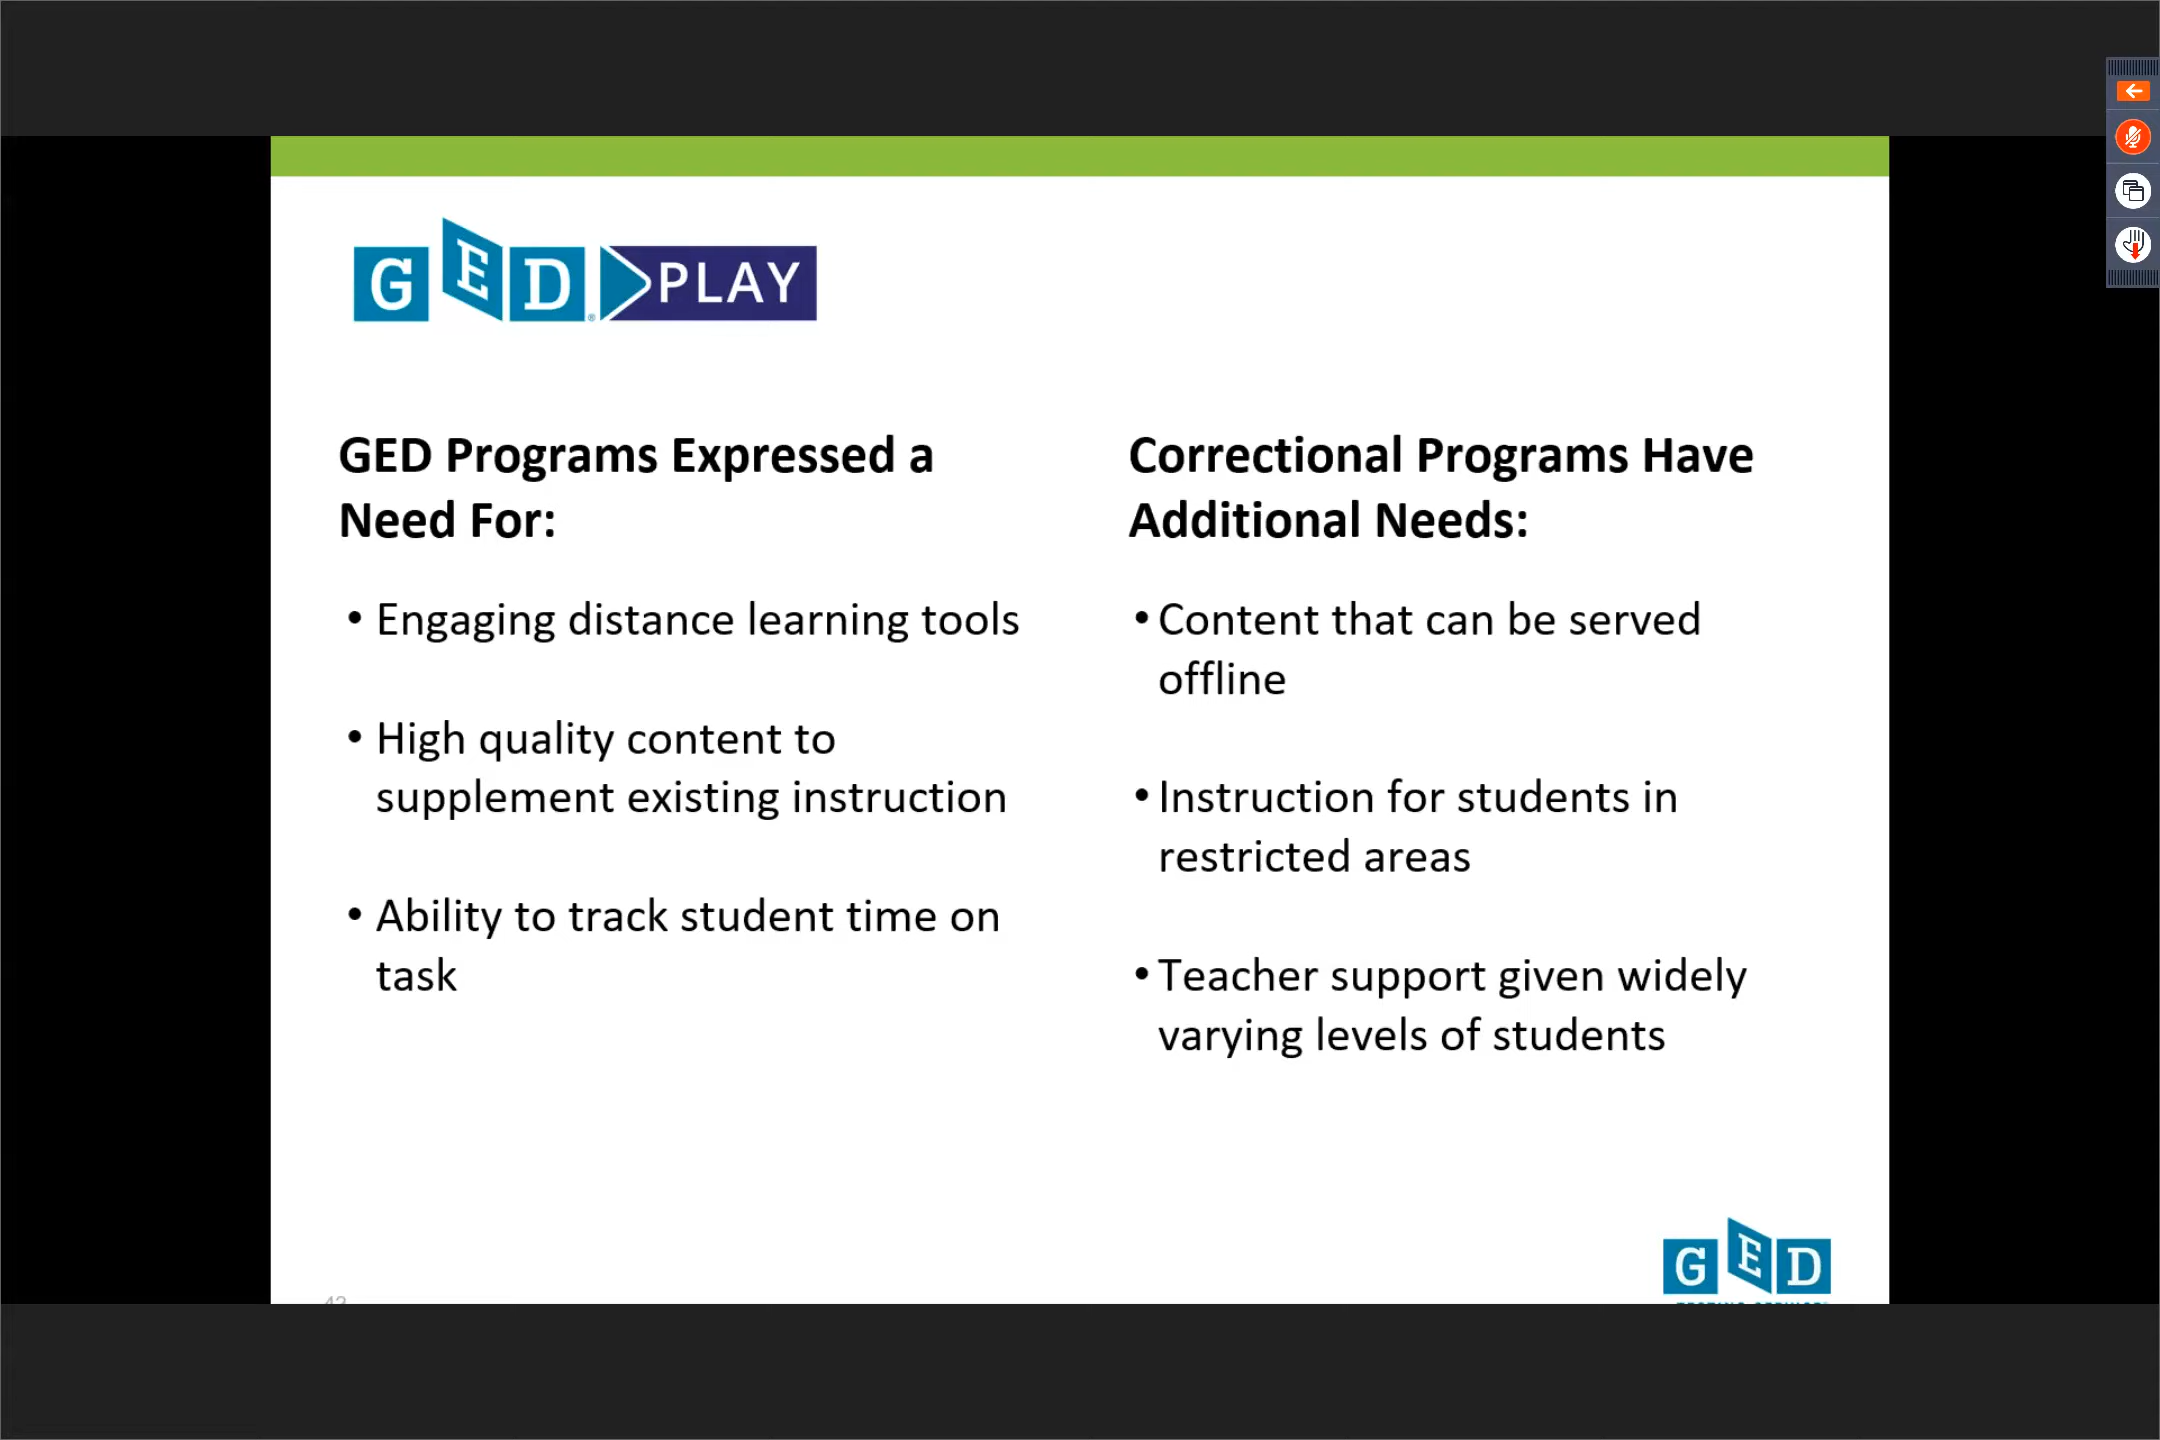 GED® PLAY
GED Programs Expressed a
Need For:
• Engaging distance learning tools
• High quality content to
supplement existing instruction
• Ability to track student time on
task
Correctional Programs Have
Additional Needs:
• Content that can be served
offline
• Instruction for students in
restricted areas
• Teacher support given widely
varying levels of students
GED